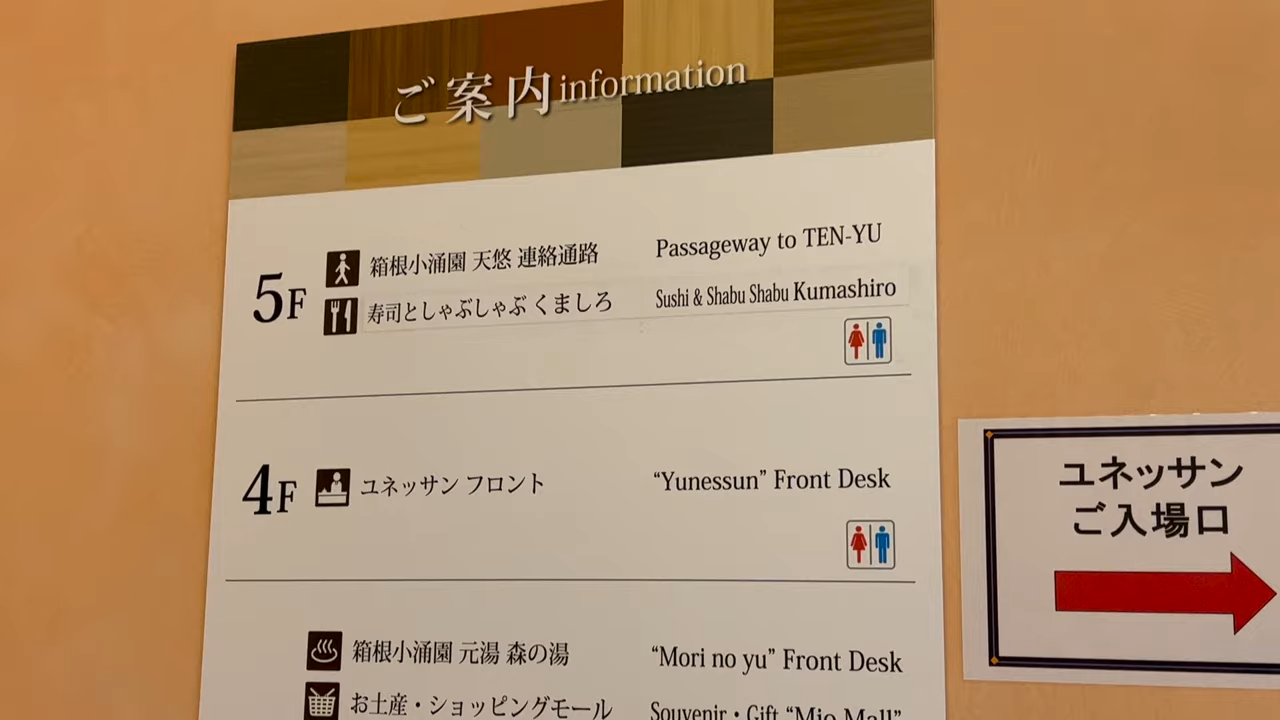 ご案内 information
5F
箱根小涌園 天悠 連絡通路 Passageway to TEN-YU
寿司としゃぶしゃぶ くましろ Sushi & Shabu Shabu Kumashiro
4F
ユネッサン フロント "Yunessun" Front Desk
箱根小涌園 元湯 森の湯 "Mori no yu" Front Desk
お土産・ショッピングモール Souvenir・Gift "Mio Mall"
ユネッサン
ご入場口